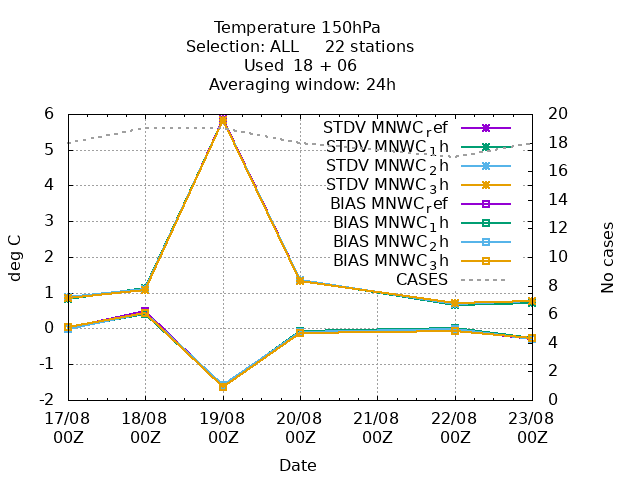 Temperature 150hPa
Selection: ALL     22 stations
Used  18 + 06
Averaging window: 24h
deg C
6
5
4
3
2
1
0
-1
-2
STDV MNWC_ref
STDV MNWC_1h
STDV MNWC_2h
STDV MNWC_3h
BIAS MNWC_ref
BIAS MNWC_1h
BIAS MNWC_2h
BIAS MNWC_3h
CASES
20
18
16
14
12
10
8
6
4
2
0
No cases
17/08 18/08 19/08 20/08 21/08 22/08 23/08
00Z 00Z 00Z 00Z 00Z 00Z 00Z
Date